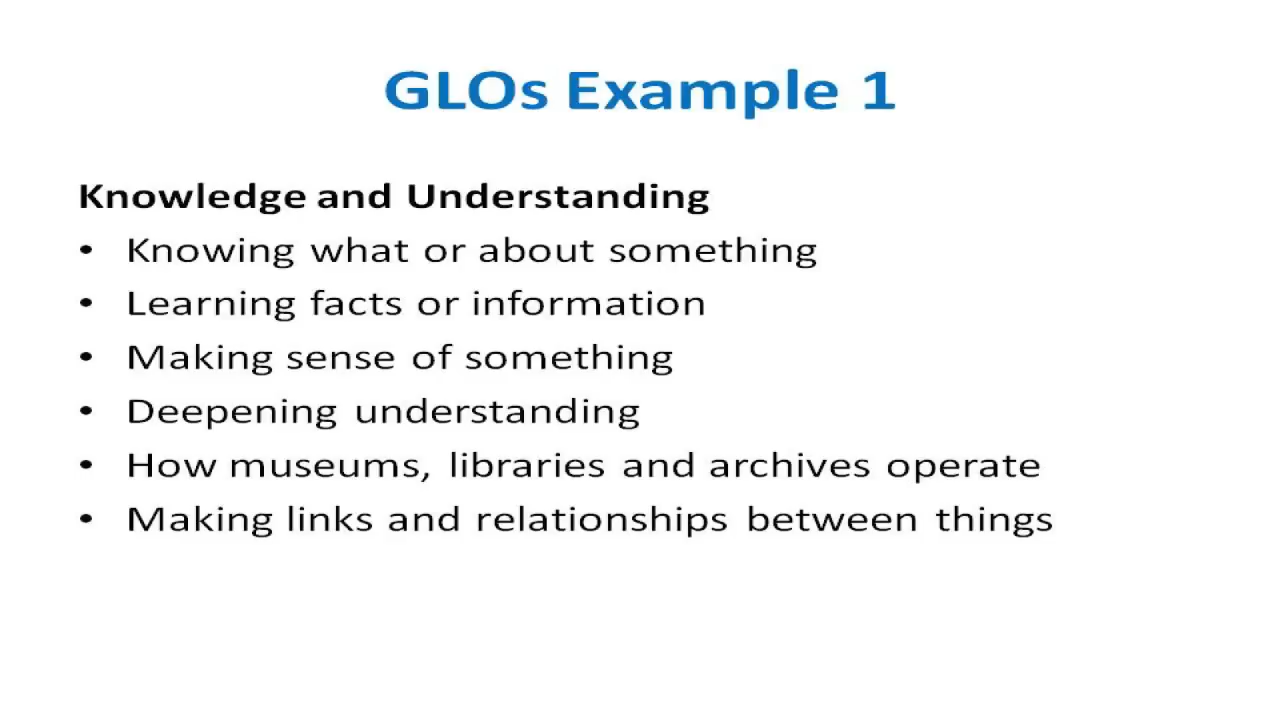 GLOs Example 1
Knowledge and Understanding
• Knowing what or about something
• Learning facts or information
• Making sense of something
• Deepening understanding
• How museums, libraries and archives operate
• Making links and relationships between things